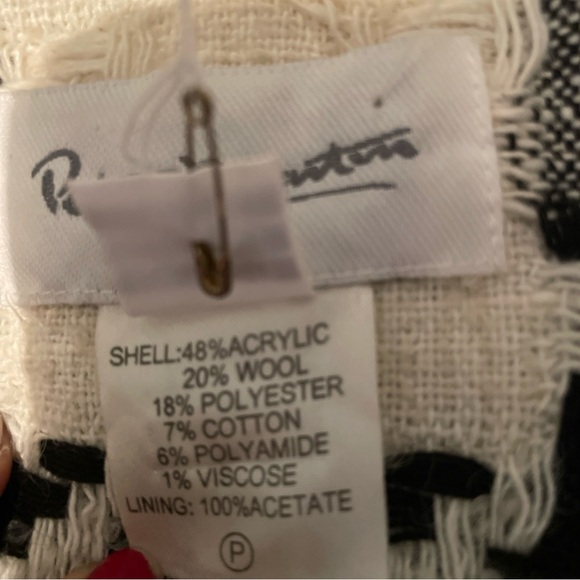 SHELL:48%ACRYLIC
20% WOOL
18% POLYESTER
7% COTTON
6% POLYAMIDE
1% VISCOSE
LINING: 100%ACETATE
P